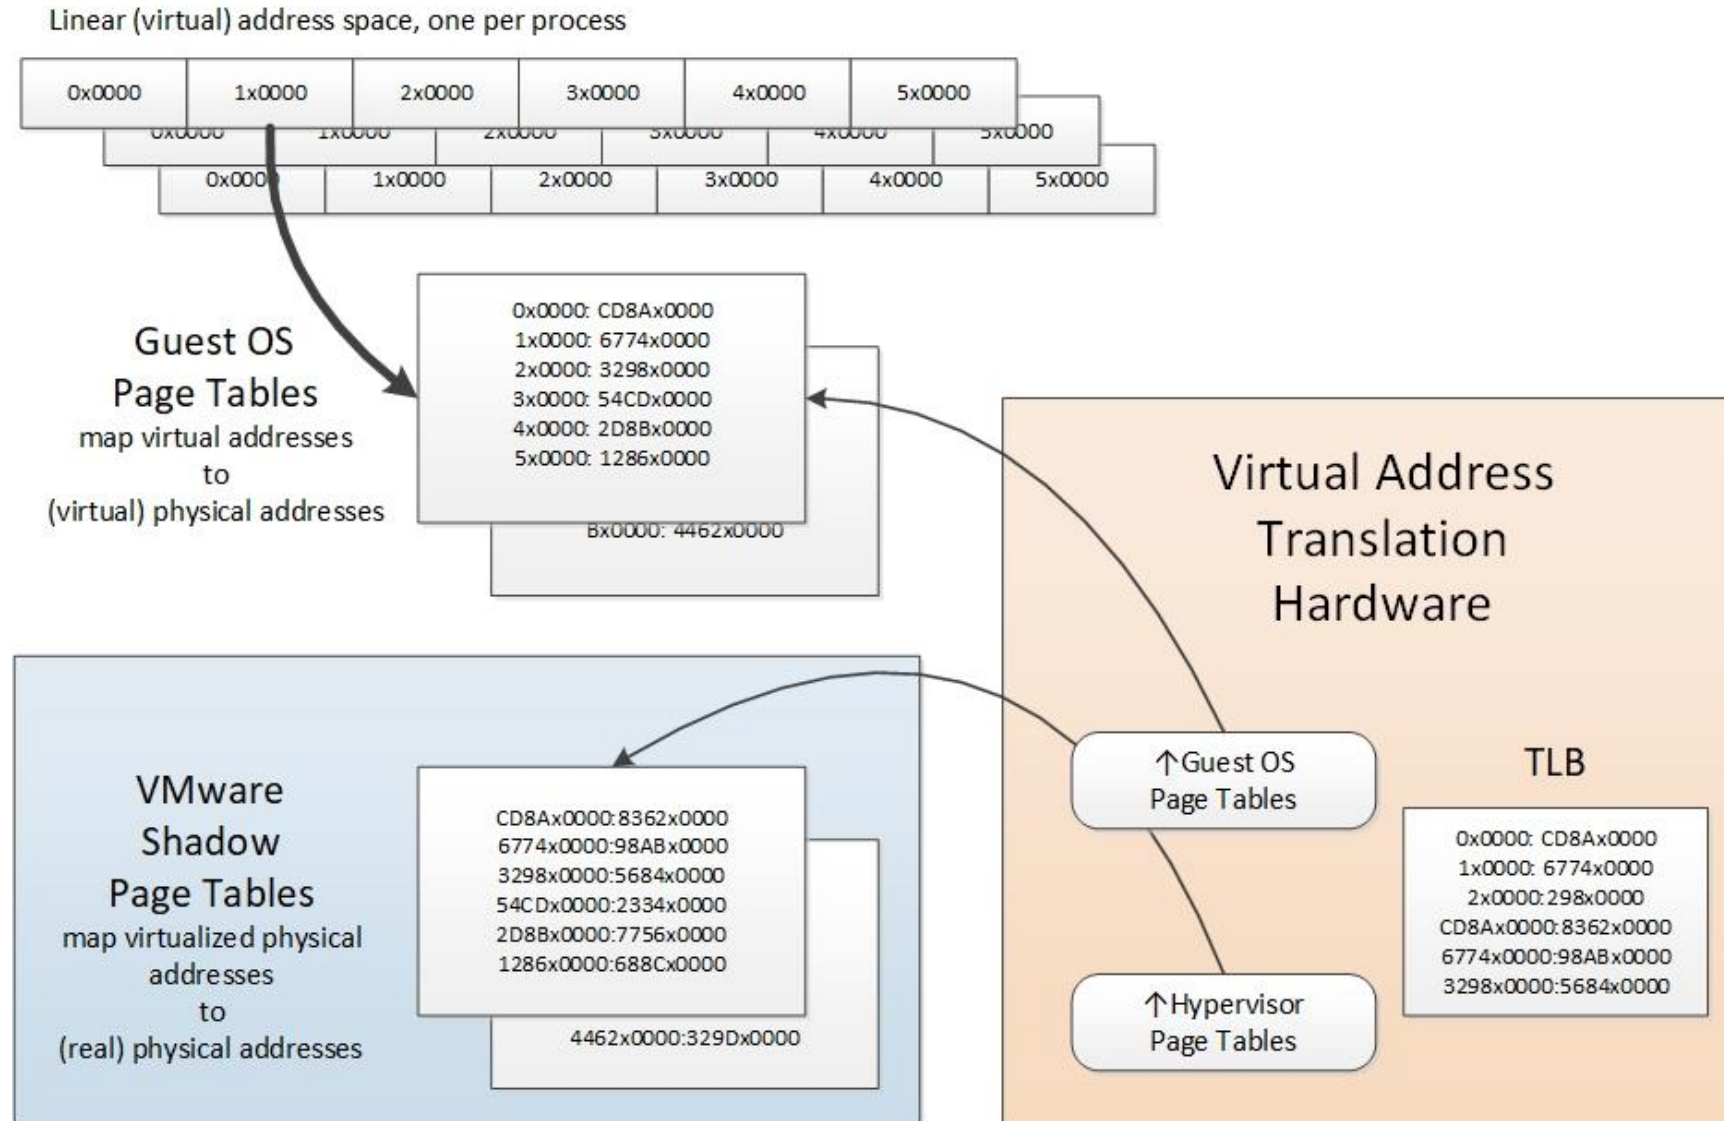 Linear (virtual) address space, one per process
0x0000 1x0000 2x0000 3x0000 4x0000 5x0000
0x0000 1x0000 2x0000 3x0000 4x0000 5x0000
0x0000 1x0000 2x0000 3x0000 4x0000 5x0000
Guest OS
Page Tables
map virtual addresses
to
(virtual) physical addresses
0x0000: CD8Ax0000
1x0000: 6774x0000
2x0000: 3298x0000
3x0000: 54CDx0000
4x0000: 2D8Bx0000
5x0000: 1286x0000
Bx0000: 4462x0000
Virtual Address
Translation
Hardware
VMware
Shadow
Page Tables
map virtualized physical
addresses
to
(real) physical addresses
CD8Ax0000:8362x0000
6774x0000:98ABx0000
3298x0000:5684x0000
54CDx0000:2334x0000
2D8Bx0000:7756x0000
1286x0000:688Cx0000
4462x0000:329Dx0000
↑Guest OS
Page Tables
↑Hypervisor
Page Tables
TLB
0x0000: CD8Ax0000
1x0000: 6774x0000
2x0000:298x0000
CD8Ax0000:8362x0000
6774x0000:98ABx0000
3298x0000:5684x0000